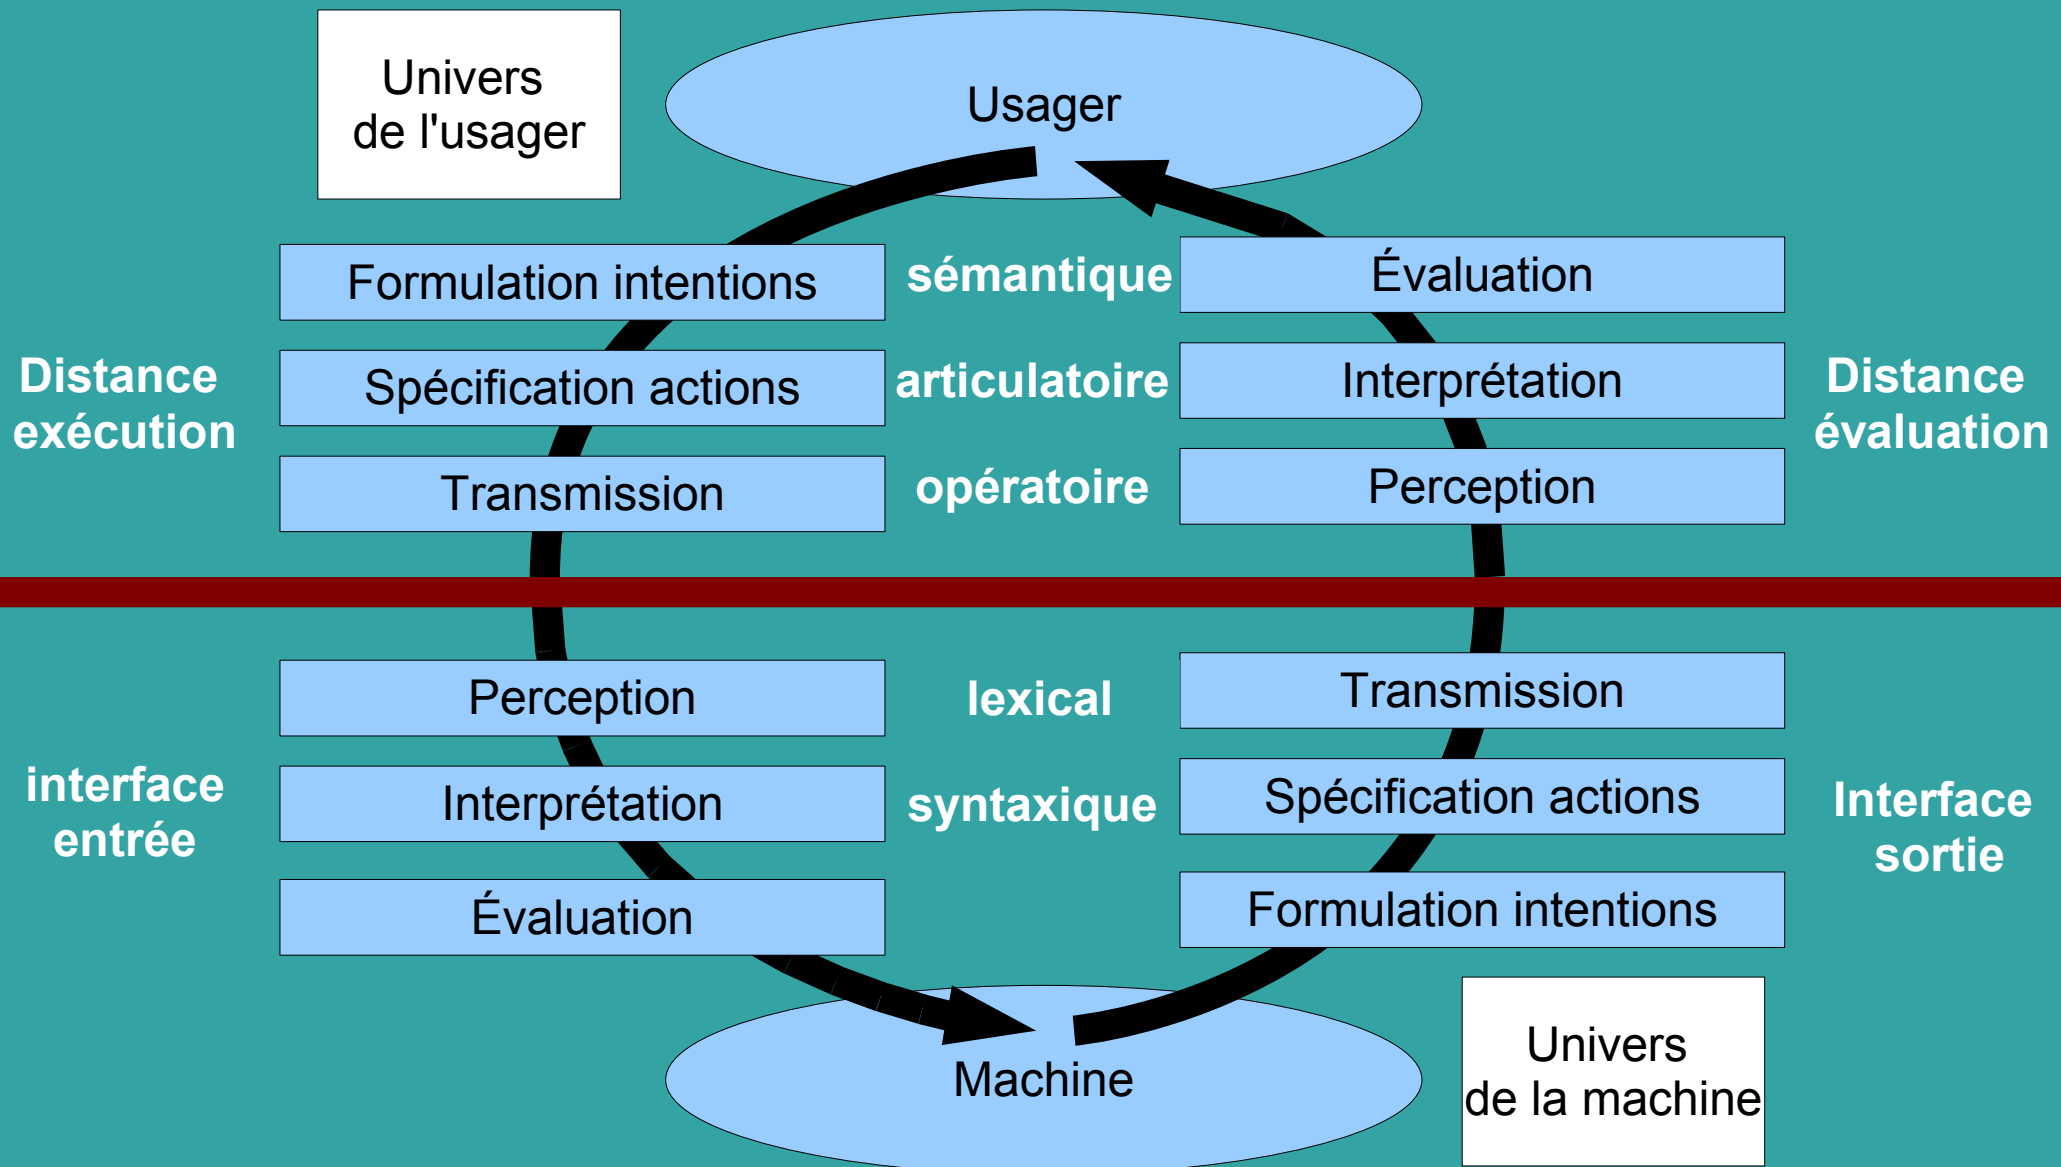 Univers
de l'usager
Usager
Formulation intentions
sémantique
Évaluation
Distance
exécution
Spécification actions
articulatoire
Interprétation
Distance
évaluation
Transmission
opératoire
Perception
Perception
lexical
Transmission
interface
entrée
Interprétation
syntaxique
Spécification actions
Interface
sortie
Évaluation
Formulation intentions
Machine
Univers
de la machine